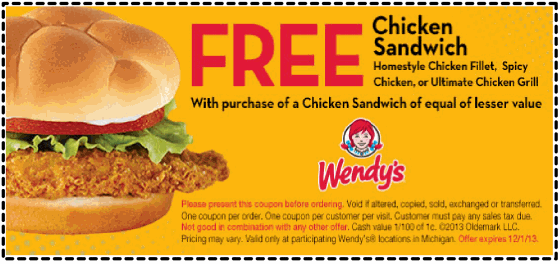 FREE Chicken
Sandwich
Homestyle Chicken Fillet, Spicy
Chicken, or Ultimate Chicken Grill
With purchase of a Chicken Sandwich of equal of lesser value
Wendy's
Please present this coupon before ordering. Void if altered, copied, sold, exchanged or transferred.
One coupon per order. One coupon per customer per visit. Customer must pay any sales tax due.
Not good in combination with any other offer. Cash value 1/100 of 1c. ©2013 Oldemark LLC.
Pricing may vary. Valid only at participating Wendy's® locations in Michigan. Offer expires 12/1/13.